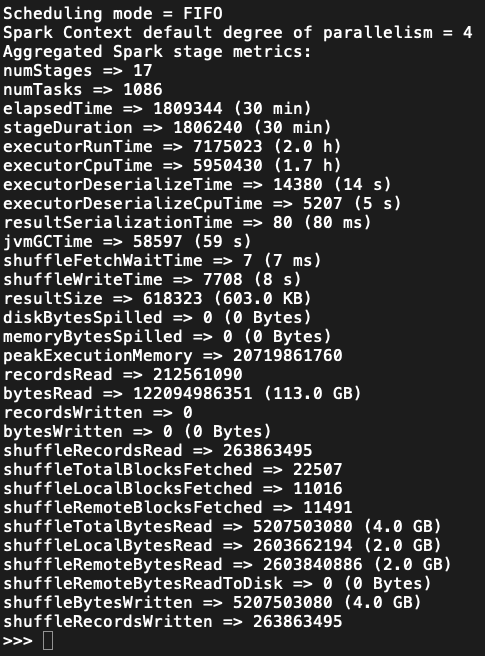 Scheduling mode = FIFO
Spark Context default degree of parallelism = 4
Aggregated Spark stage metrics:
numStages => 17
numTasks => 1086
elapsedTime => 1809344 (30 min)
stageDuration => 1806240 (30 min)
executorRunTime => 7175023 (2.0 h)
executorCpuTime => 5950430 (1.7 h)
executorDeserializeTime => 14380 (14 s)
executorDeserializeCpuTime => 5207 (5 s)
resultSerializationTime => 80 (80 ms)
jvmGCTime => 58597 (59 s)
shuffleFetchWaitTime => 7 (7 ms)
shuffleWriteTime => 7708 (8 s)
resultSize => 618323 (603.0 KB)
diskBytesSpilled => 0 (0 Bytes)
memoryBytesSpilled => 0 (0 Bytes)
peakExecutionMemory => 20719861760
recordsRead => 212561090
bytesRead => 122094986351 (113.0 GB)
recordsWritten => 0
bytesWritten => 0 (0 Bytes)
shuffleRecordsRead => 263863495
shuffleTotalBlocksFetched => 22507
shuffleLocalBlocksFetched => 11016
shuffleRemoteBlocksFetched => 11491
shuffleTotalBytesRead => 5207503080 (4.0 GB)
shuffleLocalBytesRead => 2603662194 (2.0 GB)
shuffleRemoteBytesRead => 2603840886 (2.0 GB)
shuffleRemoteBytesReadToDisk => 0 (0 Bytes)
shuffleBytesWritten => 5207503080 (4.0 GB)
shuffleRecordsWritten => 263863495
>>>